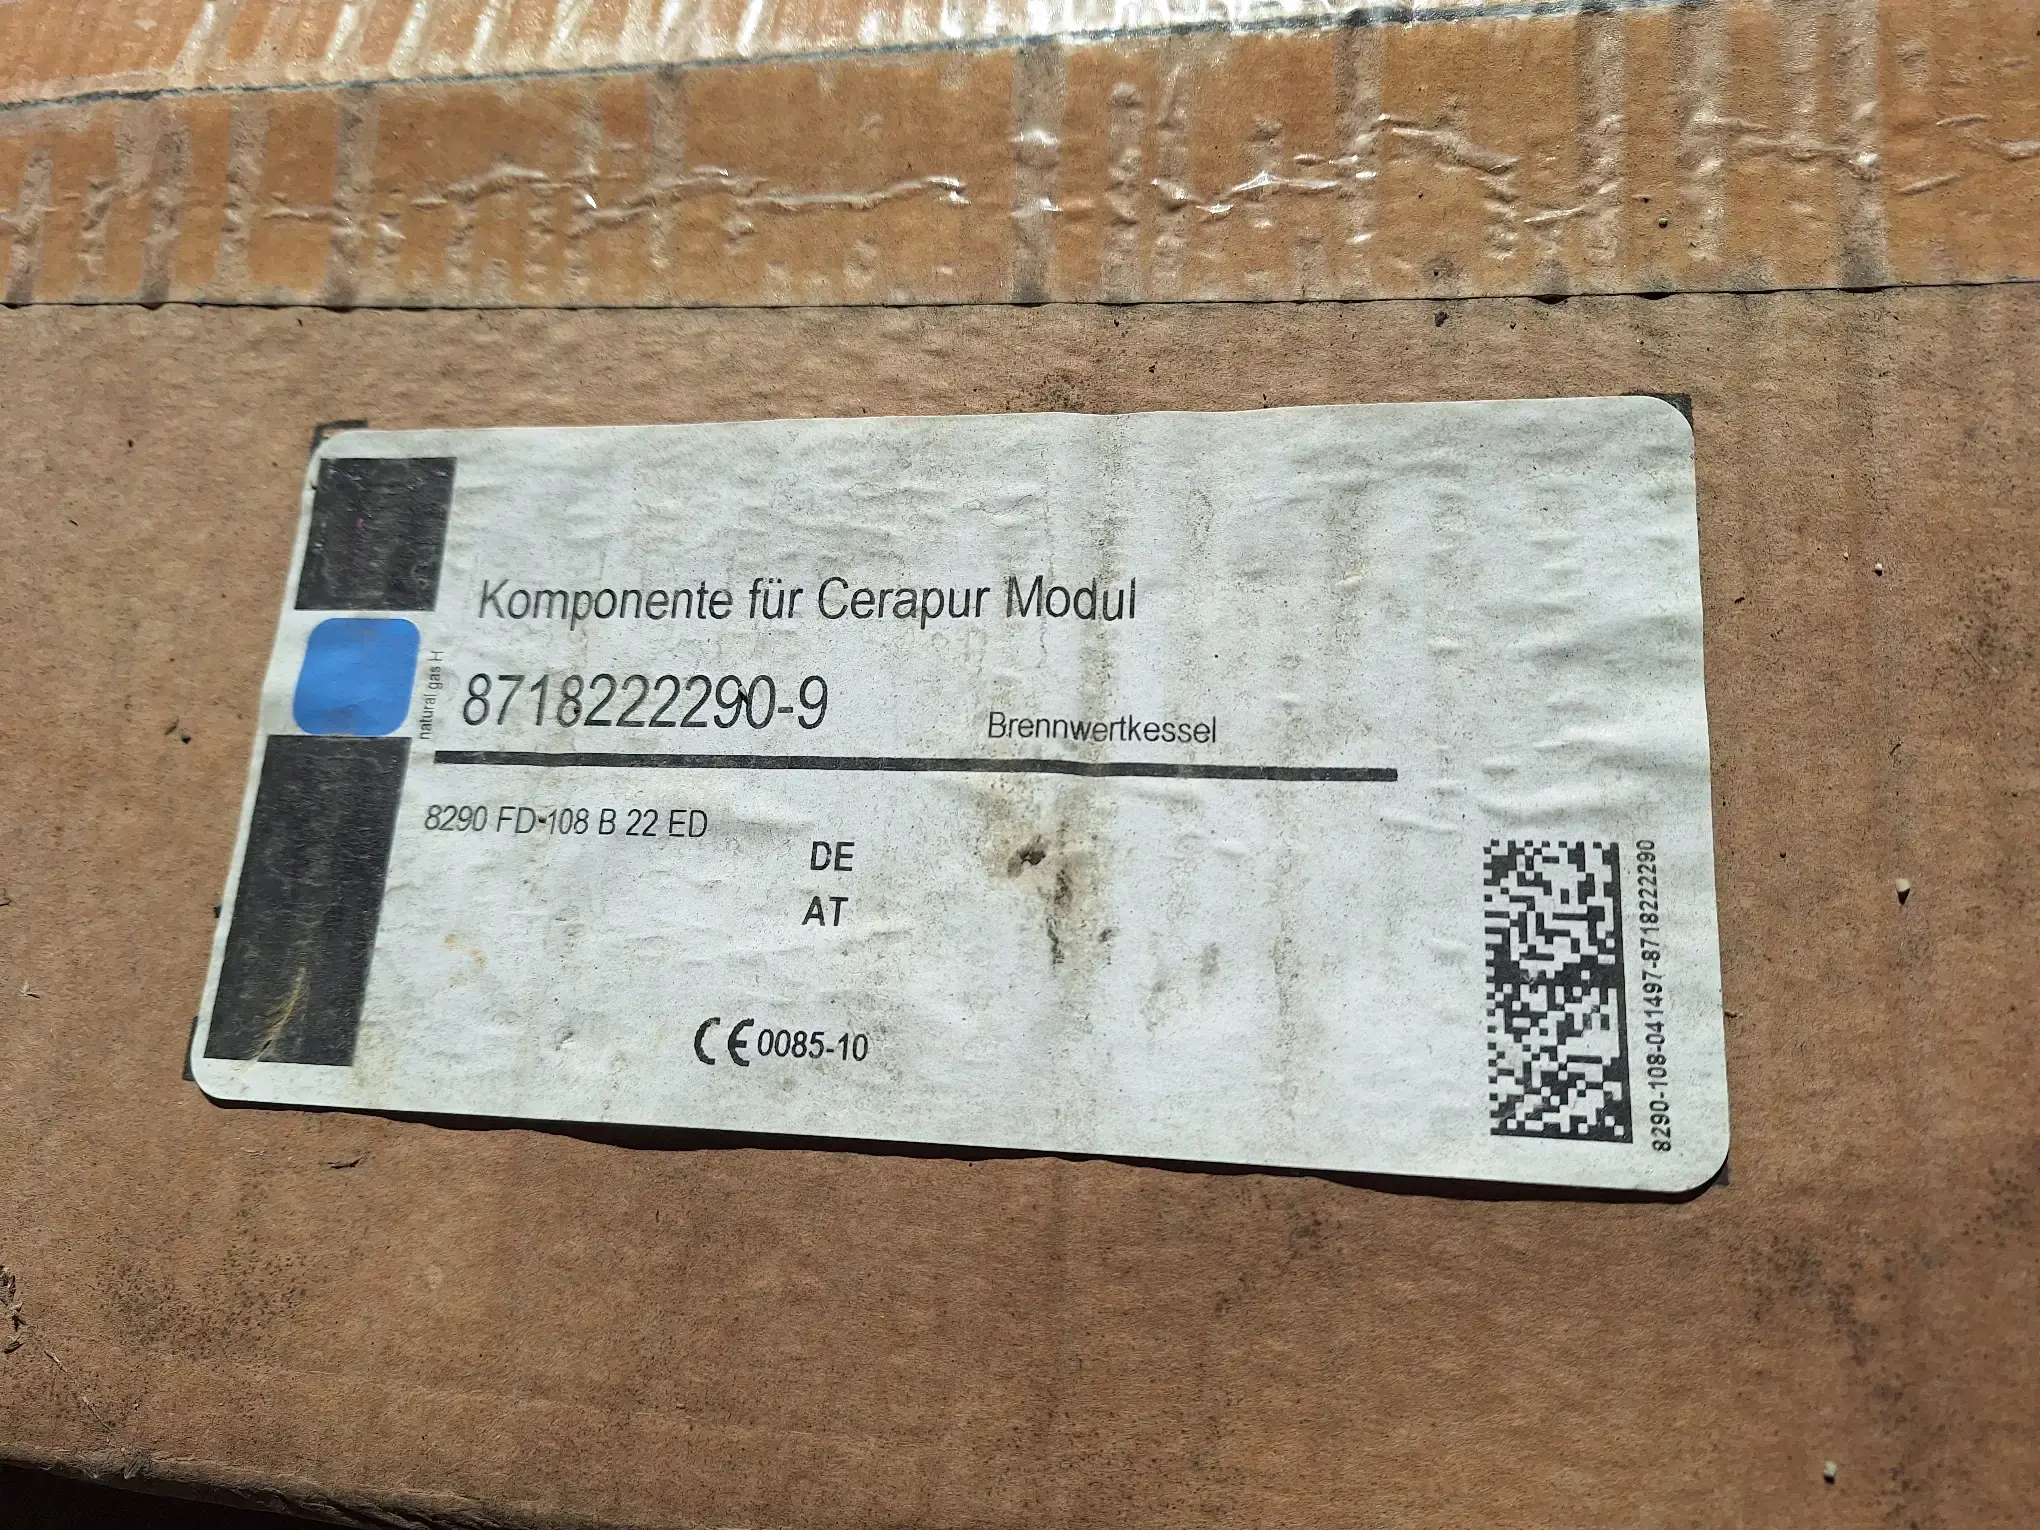 Komponente für Cerapur Modul
natural gas H
8718222290-9
Brennwertkessel
8290 FD-108 B 22 ED
DE
AT
CE 0085-10
8290-108-041497-8718222290